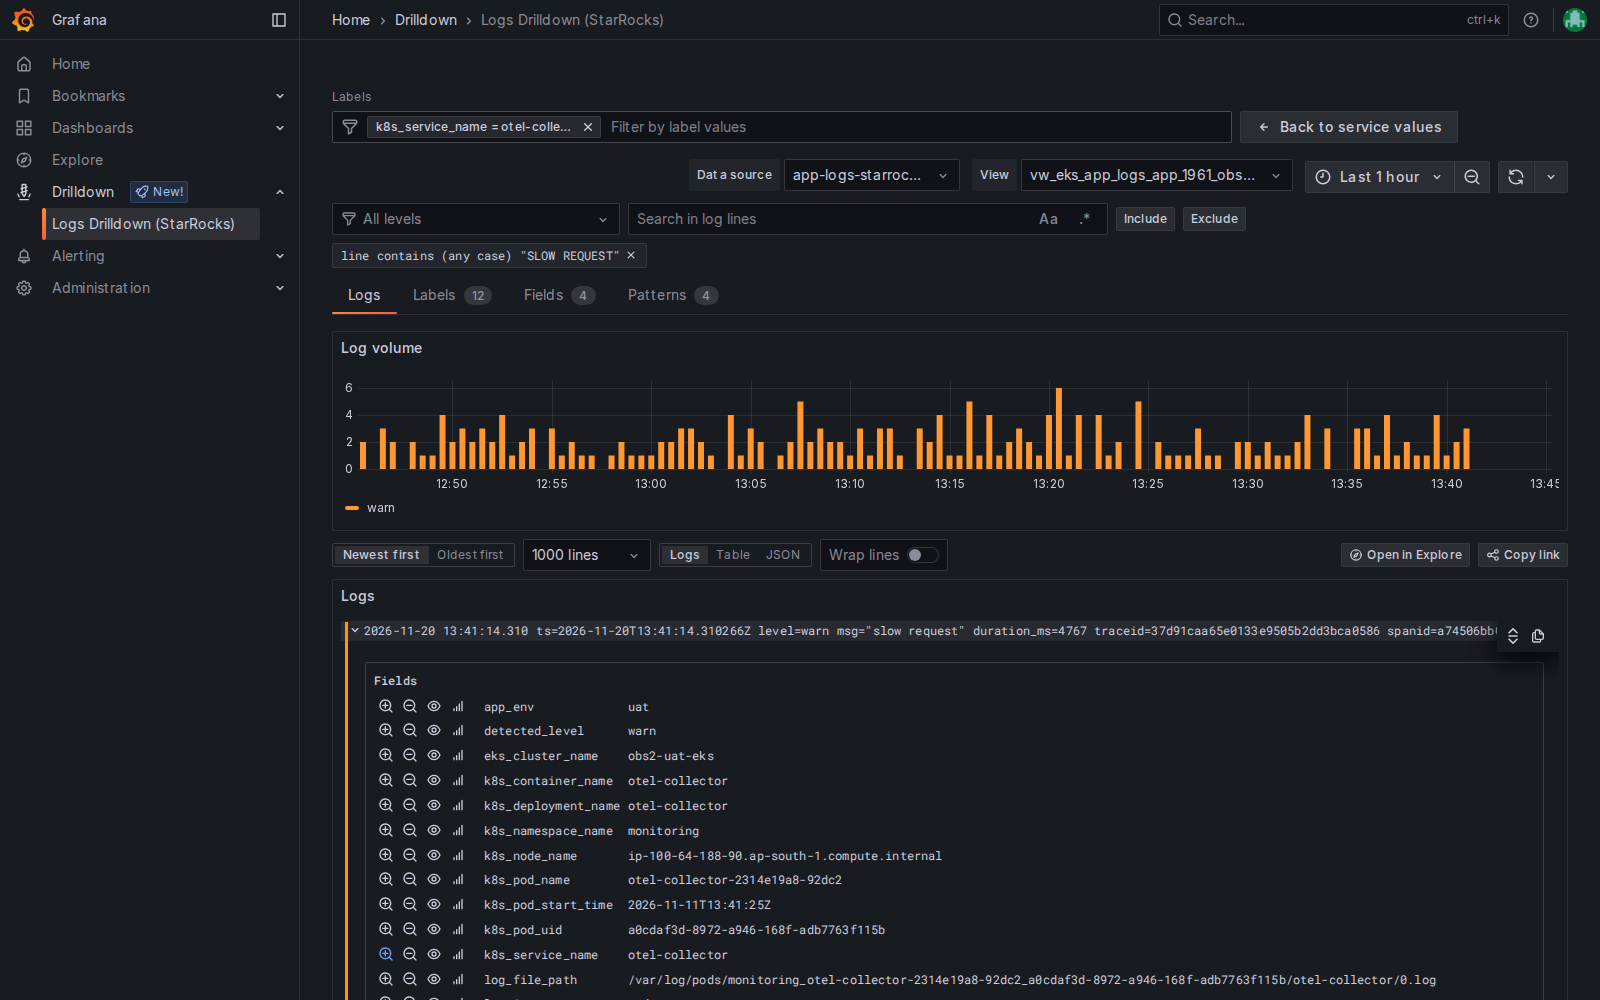 Grafana
Home › Drilldown › Logs Drilldown (StarRocks)
Search...
ctrl+k
Home
Bookmarks
Dashboards
Explore
Drilldown
New!
Logs Drilldown (StarRocks)
Alerting
Administration
Labels
k8s_service_name = otel-colle...
Filter by label values
Back to service values
Data source
app-logs-starroc...
View
vw_eks_app_logs_app_1961_obs...
Last 1 hour
All levels
Search in log lines
Aa
.*
Include
Exclude
line contains (any case) "SLOW REQUEST"
Logs
Labels 12
Fields 4
Patterns 4
Log volume
6
4
2
0
12:50
12:55
13:00
13:05
13:10
13:15
13:20
13:25
13:30
13:35
13:40
13:45
warn
Newest first
Oldest first
1000 lines
Logs
Table
JSON
Wrap lines
Open in Explore
Copy link
Logs
2026-11-20 13:41:14.310 ts=2026-11-20T13:41:14.310266Z level=warn msg="slow request" duration_ms=4767 traceid=37d91caa65e0133e9505b2dd3bca0586 spanid=a74506bb
Fields
app_env uat
detected_level warn
eks_cluster_name obs2-uat-eks
k8s_container_name otel-collector
k8s_deployment_name otel-collector
k8s_namespace_name monitoring
k8s_node_name ip-100-64-188-90.ap-south-1.compute.internal
k8s_pod_name otel-collector-2314e19a8-92dc2
k8s_pod_start_time 2026-11-11T13:41:25Z
k8s_pod_uid a0cdaf3d-8972-a946-168f-adb7763f115b
k8s_service_name otel-collector
log_file_path /var/log/pods/monitoring_otel-collector-2314e19a8-92dc2_a0cdaf3d-8972-a946-168f-adb7763f115b/otel-collector/0.log